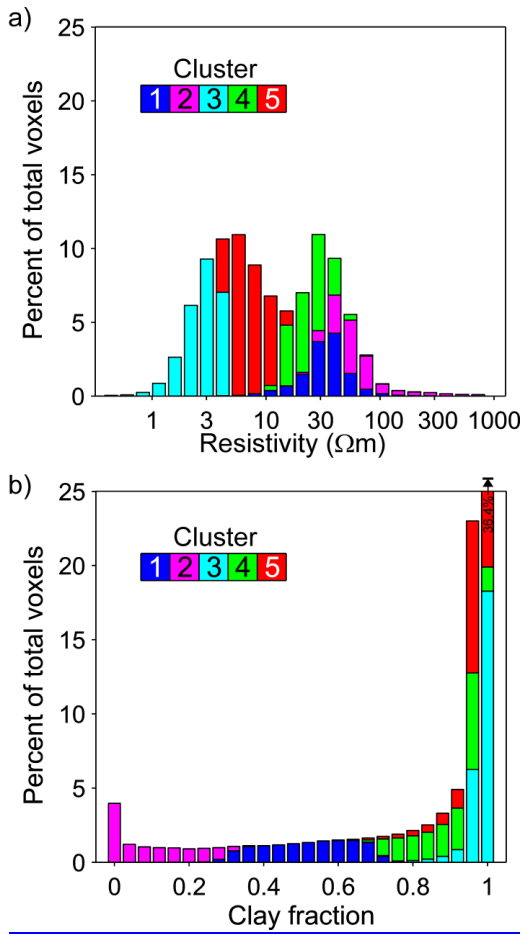 a)
25
20
15
10
5
0
Percent of total voxels
Cluster
1 2 3 4 5
1 3 10 30 100 300 1000
Resistivity (Ωm)
b)
25
20
15
10
5
0
Percent of total voxels
Cluster
1 2 3 4 5
36.4%
0 0.2 0.4 0.6 0.8 1
Clay fraction